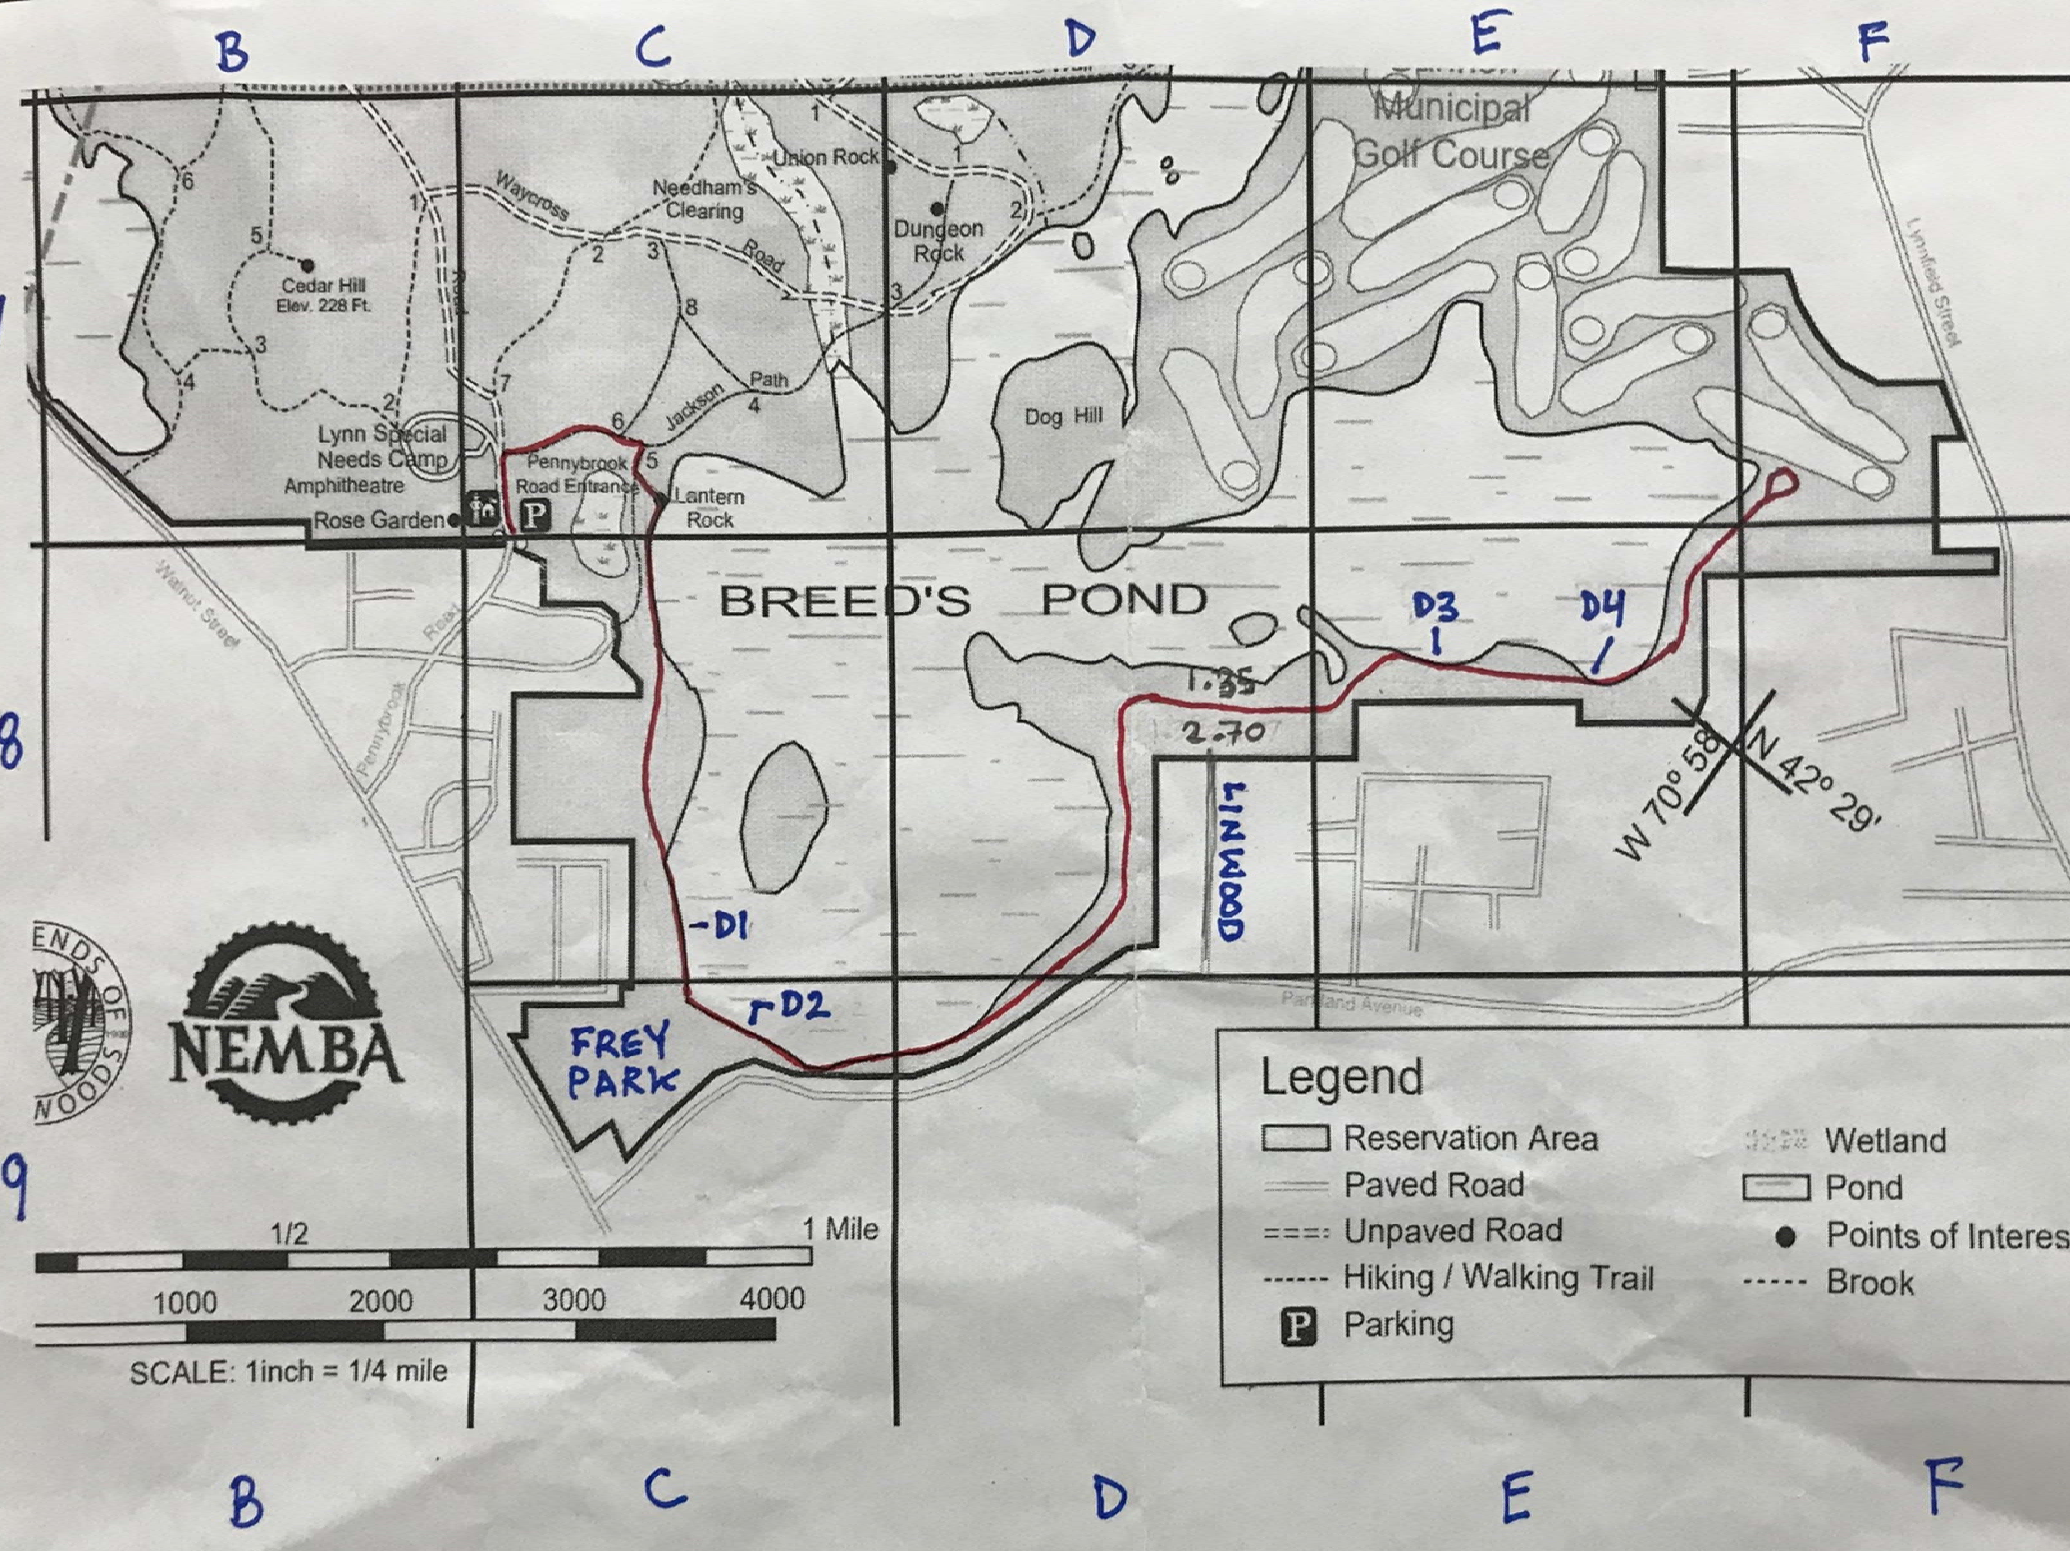 B
C
D
E
F
Municipal
Golf Course
1
Union Rock
1
6
Waycross
Needham's
Clearing
1
2
Dungeon
Rock
Lynnfield Street
5
2
3
Road
Cedar Hill
Elev. 228 Ft.
3
8
3
4
7
Path
Jackson
4
Dog Hill
2
6
Lynn Special
Needs Camp
Pennybrook
5
Road Entrance
Amphitheatre
Lantern
Rock
Rose Garden
P
Walnut Street
Road
BREED'S POND
D3
D4
1.35
2.70
8
Pennybrook
W 70° 58'
N 42° 29'
LINWOOD
-D1
ENDS OF
NEMBA
WOODS
D2
FREY
PARK
Parkland Avenue
9
Legend
Reservation Area
Wetland
Paved Road
Pond
Unpaved Road
Points of Interes
Hiking / Walking Trail
Brook
P Parking
1/2
1 Mile
1000
2000
3000
4000
SCALE: 1inch = 1/4 mile
B
C
D
E
F